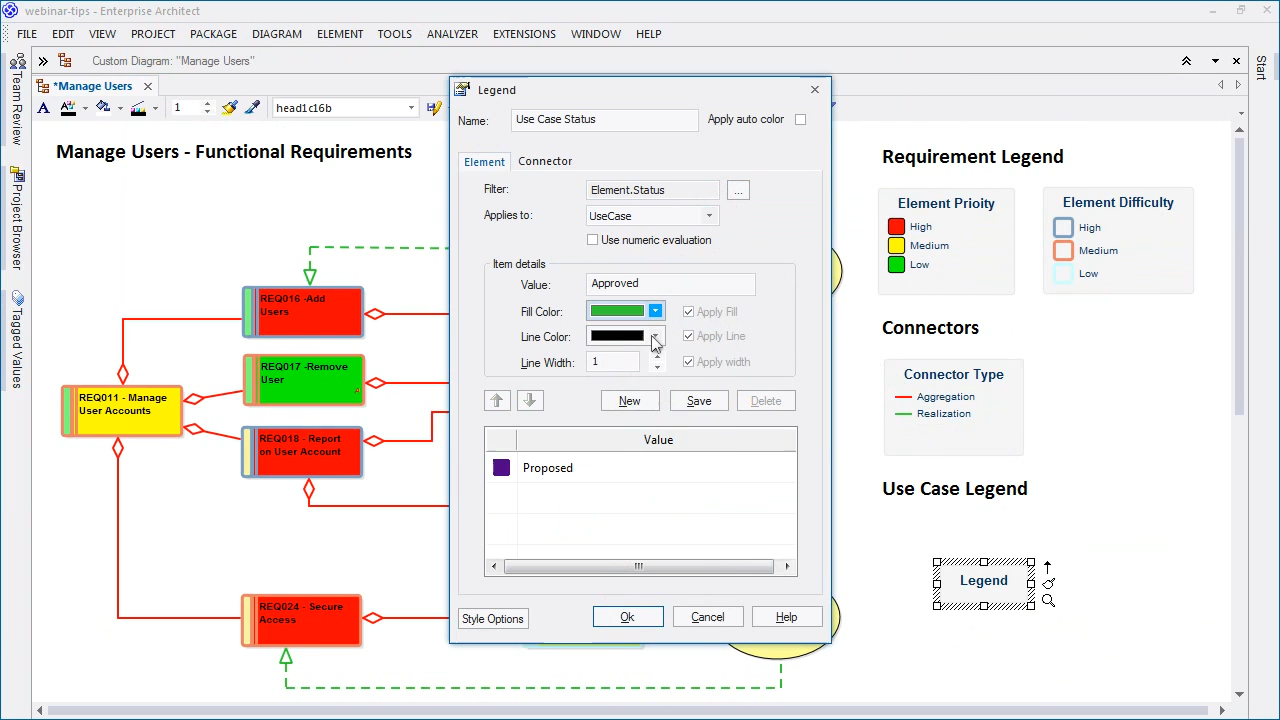 webinar-tips - Enterprise Architect
FILE EDIT VIEW PROJECT PACKAGE DIAGRAM ELEMENT TOOLS ANALYZER EXTENSIONS WINDOW HELP
Custom Diagram: "Manage Users"
*Manage Users
1
head1c16b
Team Review
Project Browser
Tagged Values
Start
Manage Users - Functional Requirements
REQ016 -Add
Users
REQ017 -Remove
User
REQ011 - Manage
User Accounts
REQ018 - Report
on User Account
REQ024 - Secure
Access
Legend
Name:
Use Case Status
Apply auto color
Element
Connector
Filter:
Element.Status
...
Applies to:
UseCase
Use numeric evaluation
Item details
Value:
Approved
Fill Color:
Apply Fill
Line Color:
Apply Line
Line Width:
1
Apply width
New
Save
Delete
Value
Proposed
Style Options
Ok
Cancel
Help
Requirement Legend
Element Prioity
High
Medium
Low
Element Difficulty
High
Medium
Low
Connectors
Connector Type
Aggregation
Realization
Use Case Legend
Legend